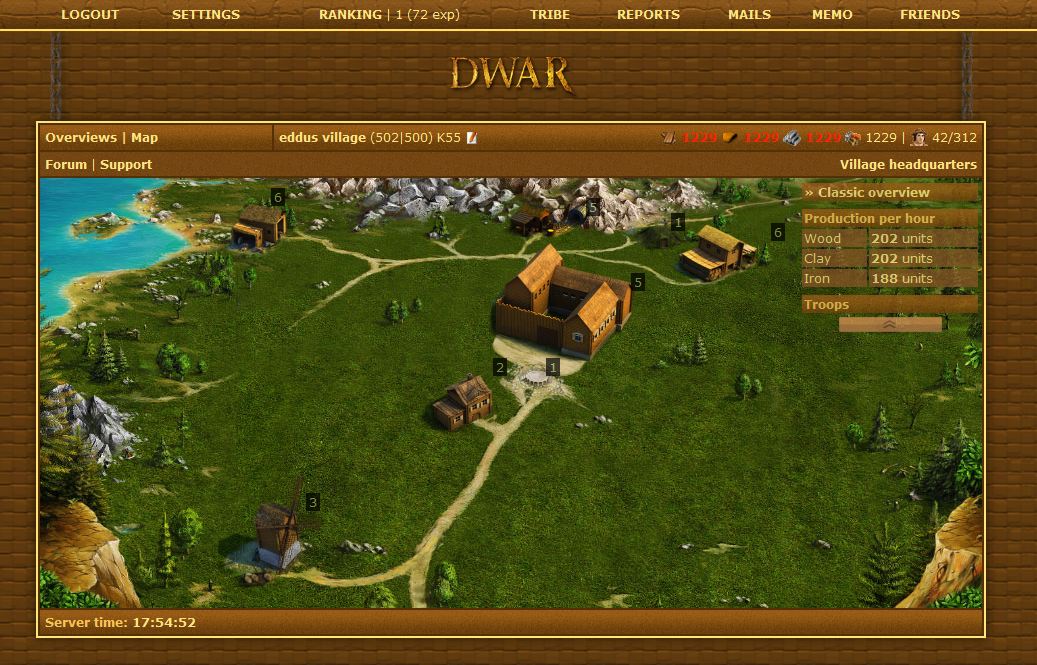 LOGOUT SETTINGS RANKING | 1 (72 exp) TRIBE REPORTS MAILS MEMO FRIENDS
DWAR
Overviews | Map eddus village (502|500) K55 1229 1229 1229 1229 | 42/312
Forum | Support Village headquarters
» Classic overview
6
5
1
6
Production per hour
Wood 202 units
Clay 202 units
Iron 188 units
5
Troops
2
1
3
Server time: 17:54:52